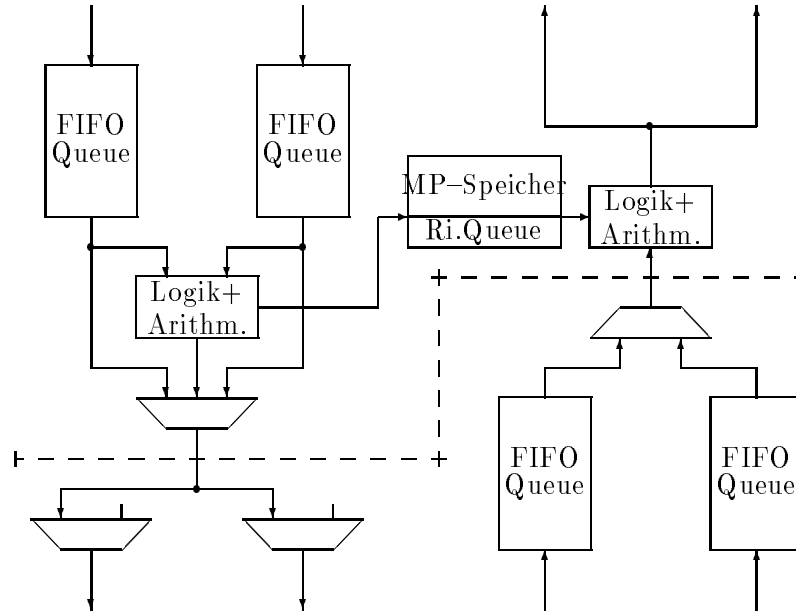 FIFO
Queue
FIFO
Queue
MP–Speicher
Ri.Queue
Logik+
Arithm.
Logik+
Arithm.
FIFO
Queue
FIFO
Queue